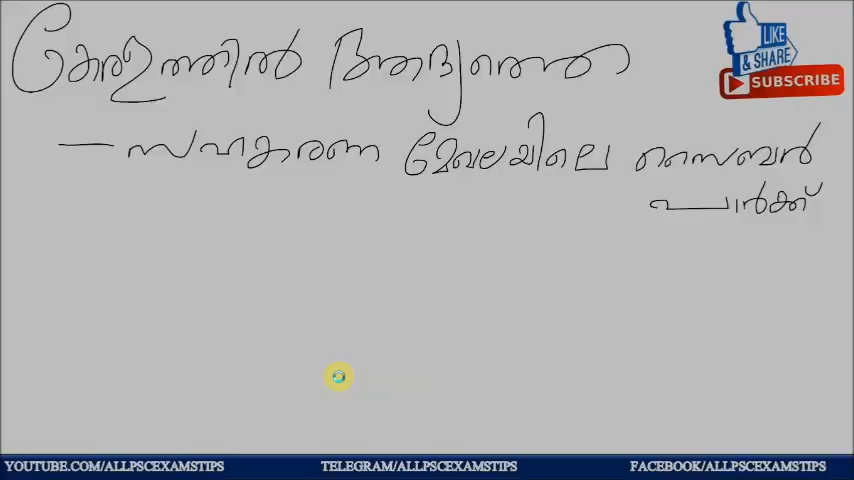 കേരളത്തിൽ ആദ്യത്തെ
LIKE
& SHARE
SUBSCRIBE
— സഹകരണ മേഖലയിലെ സൈബർ
പാർക്ക്
YOUTUBE.COM/ALLPSCEXAMSTIPS TELEGRAM/ALLPSCEXAMSTIPS FACEBOOK/ALLPSCEXAMSTIPS